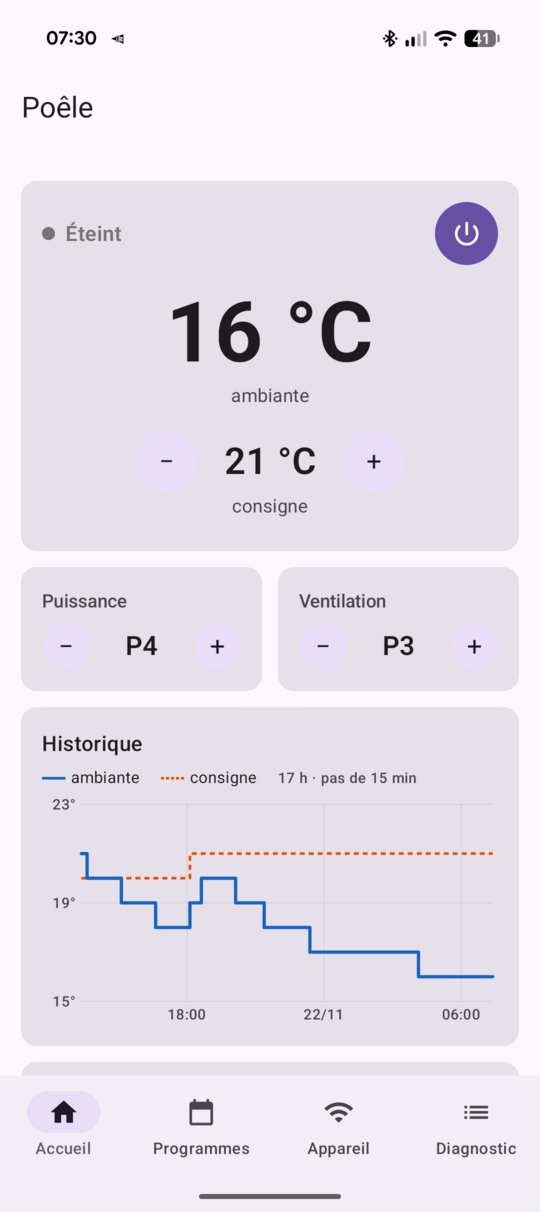 07:30
41
Poêle
Éteint
16 °C
ambiante
− 21 °C +
consigne
Puissance
− P4 +
Ventilation
− P3 +
Historique
ambiante consigne 17 h · pas de 15 min
23°
19°
15°
18:00 22/11 06:00
Accueil Programmes Appareil Diagnostic